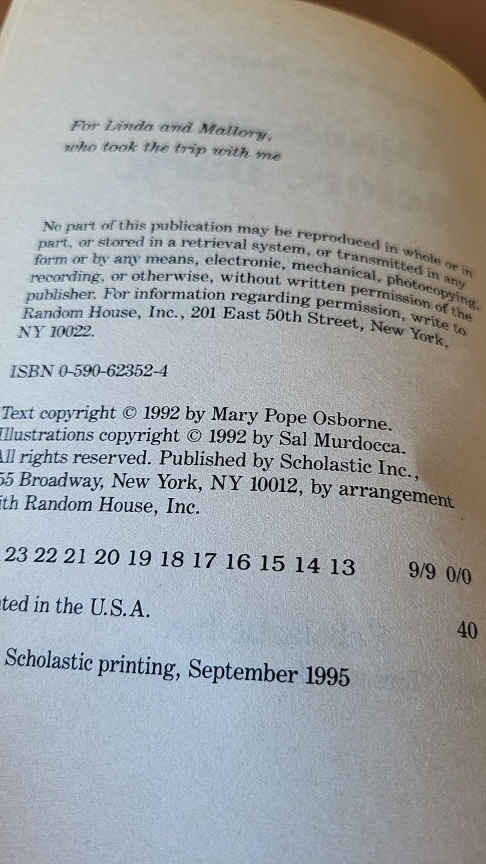 For Linda and Mallory,
who took the trip with me
No part of this publication may be reproduced in whole or in
part, or stored in a retrieval system, or transmitted in any
form or by any means, electronic, mechanical, photocopying,
recording, or otherwise, without written permission of the
publisher. For information regarding permission, write to
Random House, Inc., 201 East 50th Street, New York,
NY 10022.
ISBN 0-590-62352-4
Text copyright © 1992 by Mary Pope Osborne.
Illustrations copyright © 1992 by Sal Murdocca.
All rights reserved. Published by Scholastic Inc.,
55 Broadway, New York, NY 10012, by arrangement
ith Random House, Inc.
23 22 21 20 19 18 17 16 15 14 13 9/9 0/0
ted in the U.S.A. 40
Scholastic printing, September 1995